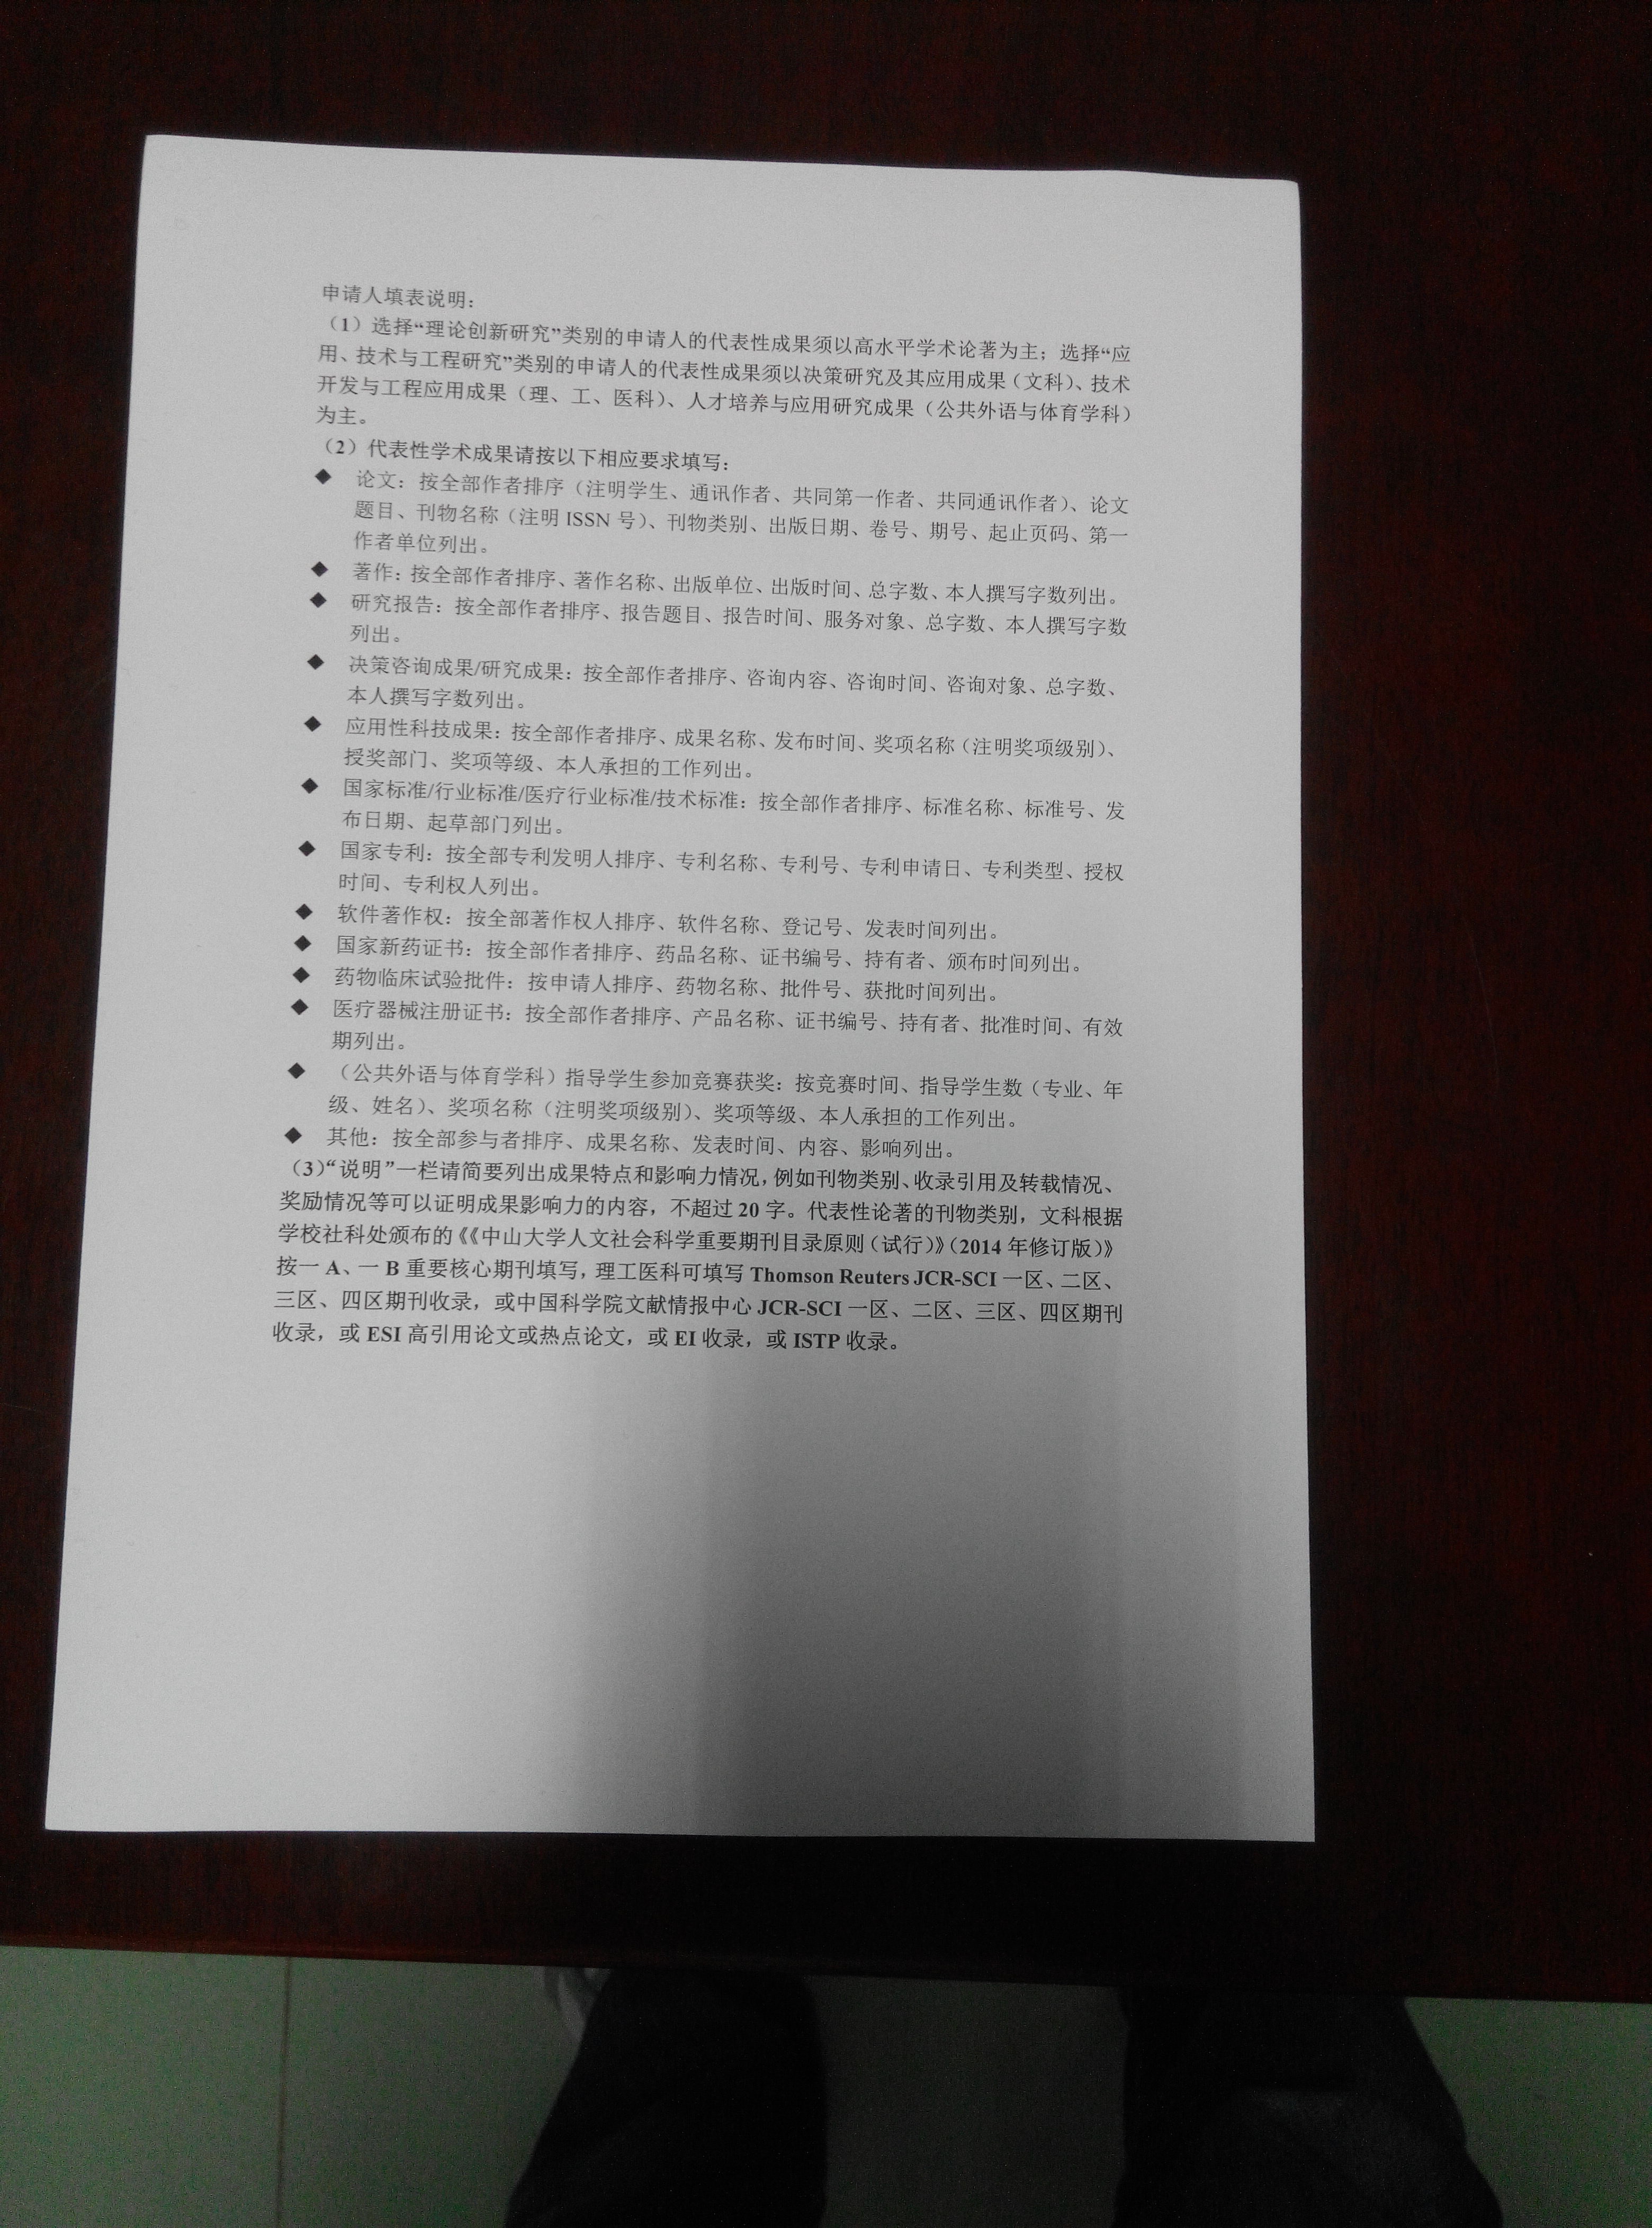 申请人填表说明：
（1）选择“理论创新研究”类别的申请人的代表性成果须以高水平学术论著为主；选择“应
用、技术与工程研究”类别的申请人的代表性成果须以决策研究及其应用成果（文科）、技术
开发与工程应用成果（理、工、医科）、人才培养与应用研究成果（公共外语与体育学科）
为主。
（2）代表性学术成果请按以下相应要求填写：
◆ 论文：按全部作者排序（注明学生、通讯作者、共同第一作者、共同通讯作者）、论文
题目、刊物名称（注明 ISSN 号）、刊物类别、出版日期、卷号、期号、起止页码、第一
作者单位列出。
◆ 著作：按全部作者排序、著作名称、出版单位、出版时间、总字数、本人撰写字数列出。
◆ 研究报告：按全部作者排序、报告题目、报告时间、服务对象、总字数、本人撰写字数
列出。
◆ 决策咨询成果/研究成果：按全部作者排序、咨询内容、咨询时间、咨询对象、总字数、
本人撰写字数列出。
◆ 应用性科技成果：按全部作者排序、成果名称、发布时间、奖项名称（注明奖项级别）、
授奖部门、奖项等级、本人承担的工作列出。
◆ 国家标准/行业标准/医疗行业标准/技术标准：按全部作者排序、标准名称、标准号、发
布日期、起草部门列出。
◆ 国家专利：按全部专利发明人排序、专利名称、专利号、专利申请日、专利类型、授权
时间、专利权人列出。
◆ 软件著作权：按全部著作权人排序、软件名称、登记号、发表时间列出。
◆ 国家新药证书：按全部作者排序、药品名称、证书编号、持有者、颁布时间列出。
◆ 药物临床试验批件：按申请人排序、药物名称、批件号、获批时间列出。
◆ 医疗器械注册证书：按全部作者排序、产品名称、证书编号、持有者、批准时间、有效
期列出。
◆ （公共外语与体育学科）指导学生参加竞赛获奖：按竞赛时间、指导学生数（专业、年
级、姓名）、奖项名称（注明奖项级别）、奖项等级、本人承担的工作列出。
◆ 其他：按全部参与者排序、成果名称、发表时间、内容、影响列出。
（3）“说明”一栏请简要列出成果特点和影响力情况，例如刊物类别、收录引用及转载情况、
奖励情况等可以证明成果影响力的内容，不超过 20 字。代表性论著的刊物类别，文科根据
学校社科处颁布的《《中山大学人文社会科学重要期刊目录原则（试行）》（2014 年修订版）》
按一 A、一 B 重要核心期刊填写，理工医科可填写 Thomson Reuters JCR-SCI 一区、二区、
三区、四区期刊收录，或中国科学院文献情报中心 JCR-SCI 一区、二区、三区、四区期刊
收录，或 ESI 高引用论文或热点论文，或 EI 收录，或 ISTP 收录。